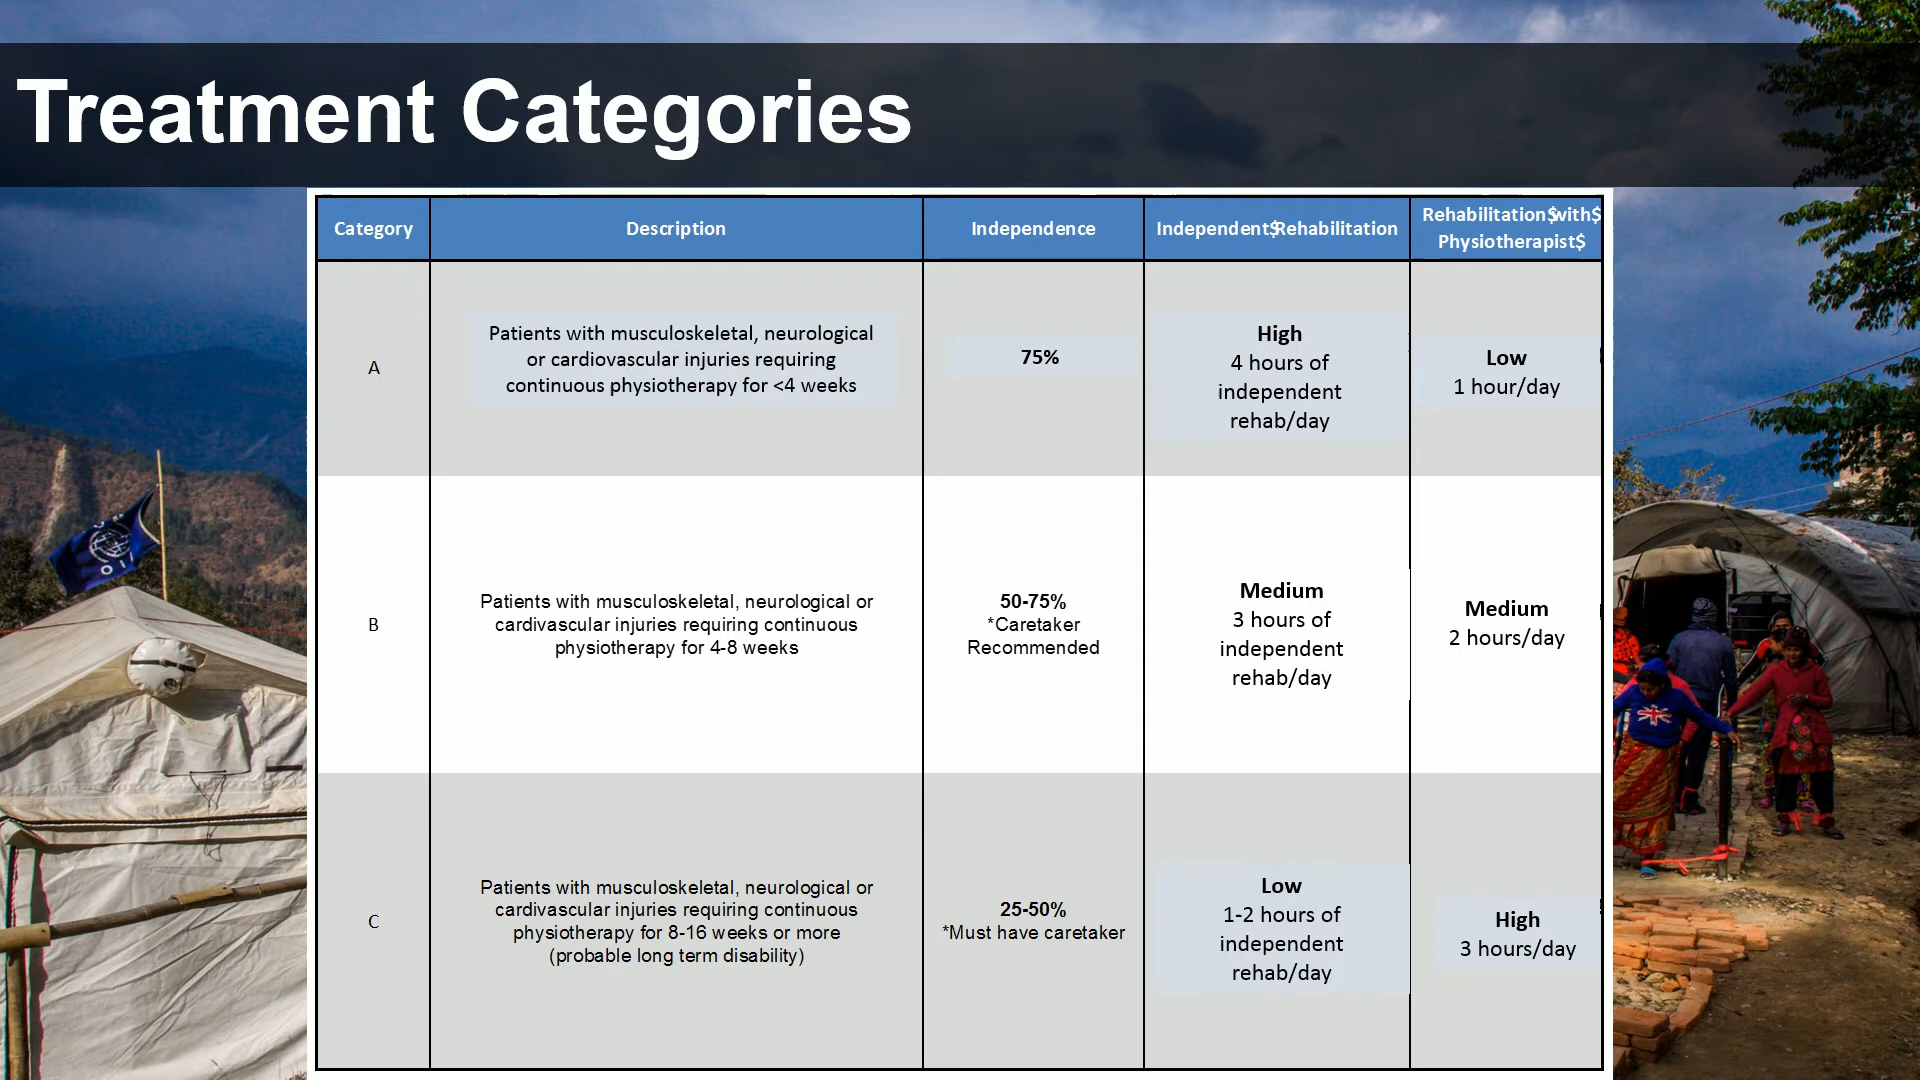 Treatment Categories
Category
Description
Independence
Independent$Rehabilitation
Rehabilitation$with$
Physiotherapist$
A
Patients with musculoskeletal, neurological
or cardiovascular injuries requiring
continuous physiotherapy for <4 weeks
75%
High
4 hours of
independent
rehab/day
Low
1 hour/day
B
Patients with musculoskeletal, neurological or
cardivascular injuries requiring continuous
physiotherapy for 4-8 weeks
50-75%
*Caretaker
Recommended
Medium
3 hours of
independent
rehab/day
Medium
2 hours/day
C
Patients with musculoskeletal, neurological or
cardivascular injuries requiring continuous
physiotherapy for 8-16 weeks or more
(probable long term disability)
25-50%
*Must have caretaker
Low
1-2 hours of
independent
rehab/day
High
3 hours/day